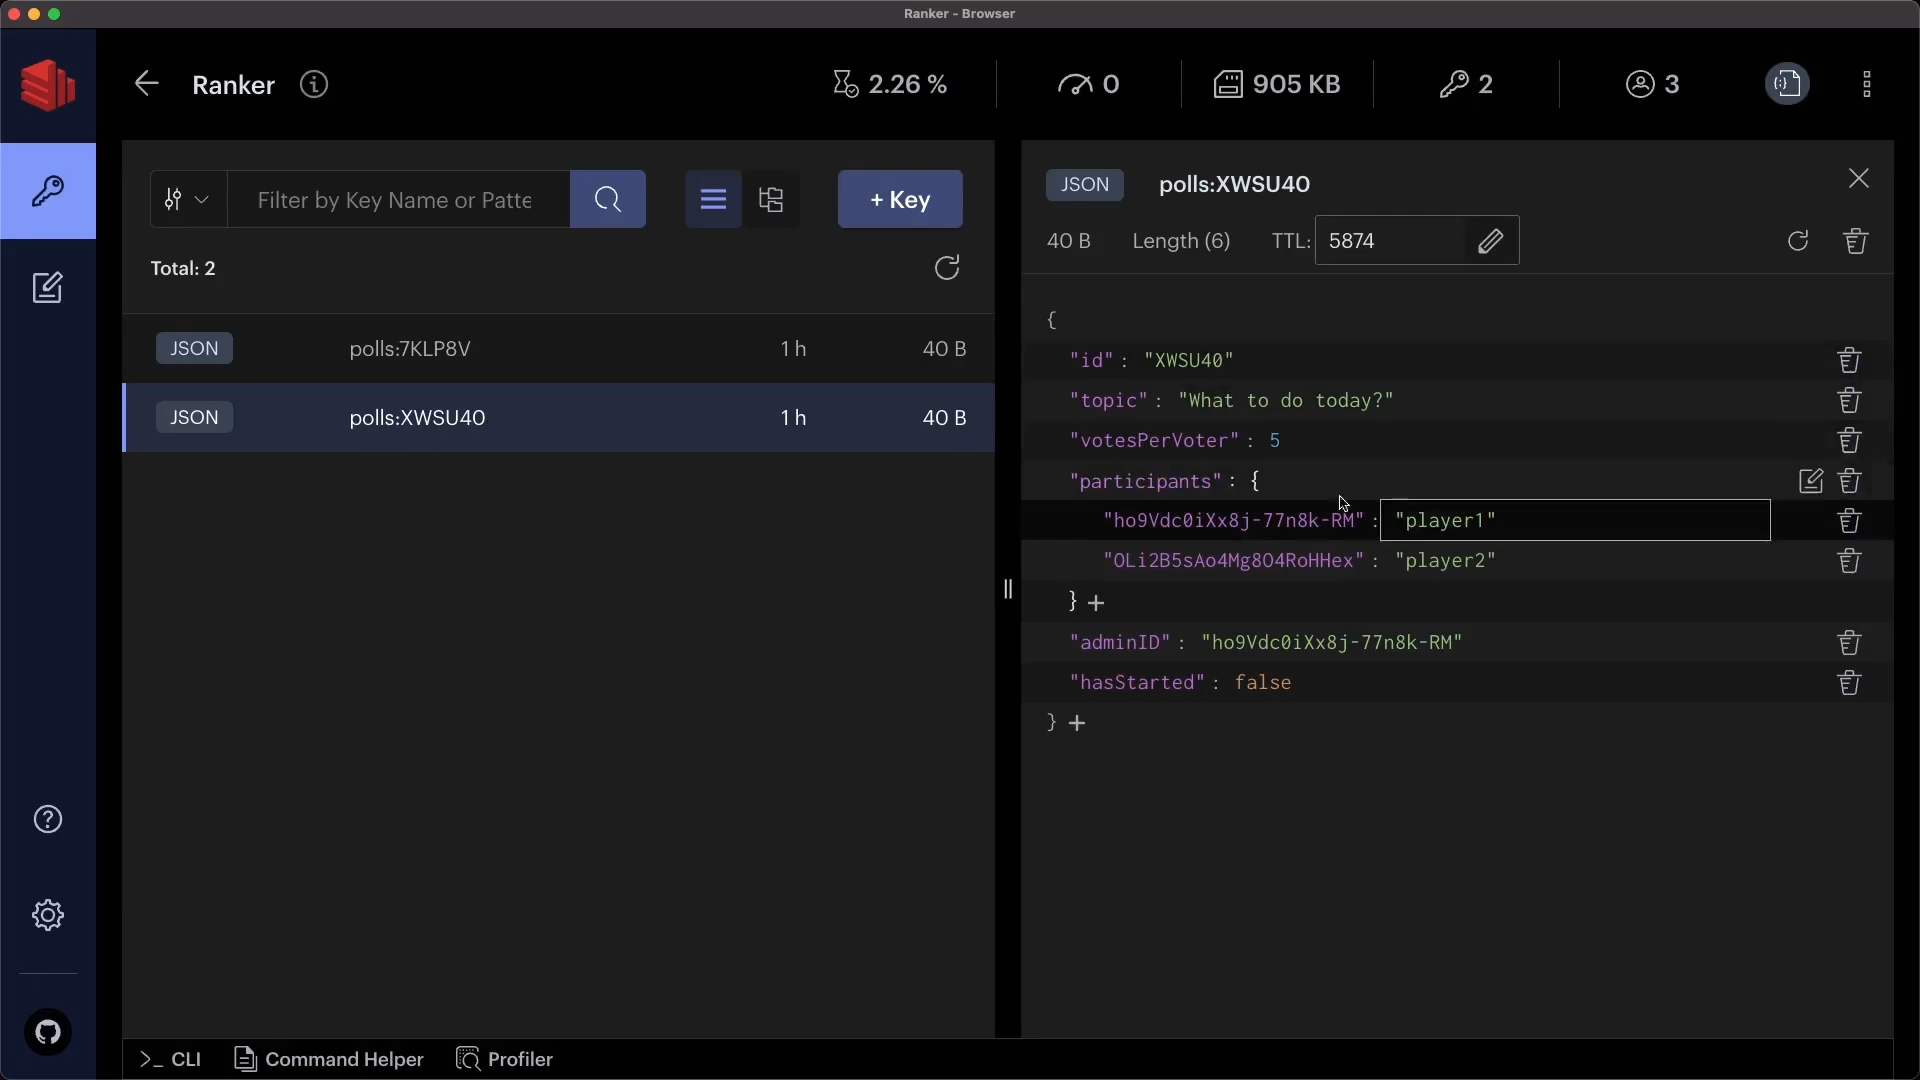 Ranker - Browser
Ranker
2.26 %
0
905 KB
2
3
Filter by Key Name or Patte
+ Key
Total: 2
JSON polls:7KLP8V 1 h 40 B
JSON polls:XWSU40 1 h 40 B
JSON polls:XWSU40
40 B Length (6) TTL: 5874
{
"id" : "XWSU40"
"topic" : "What to do today?"
"votesPerVoter" : 5
"participants" : {
"ho9Vdc0iXx8j-77n8k-RM" : "player1"
"OLi2B5sAo4Mg8O4RoHHex" : "player2"
} +
"adminID" : "ho9Vdc0iXx8j-77n8k-RM"
"hasStarted" : false
} +
>_ CLI Command Helper Profiler